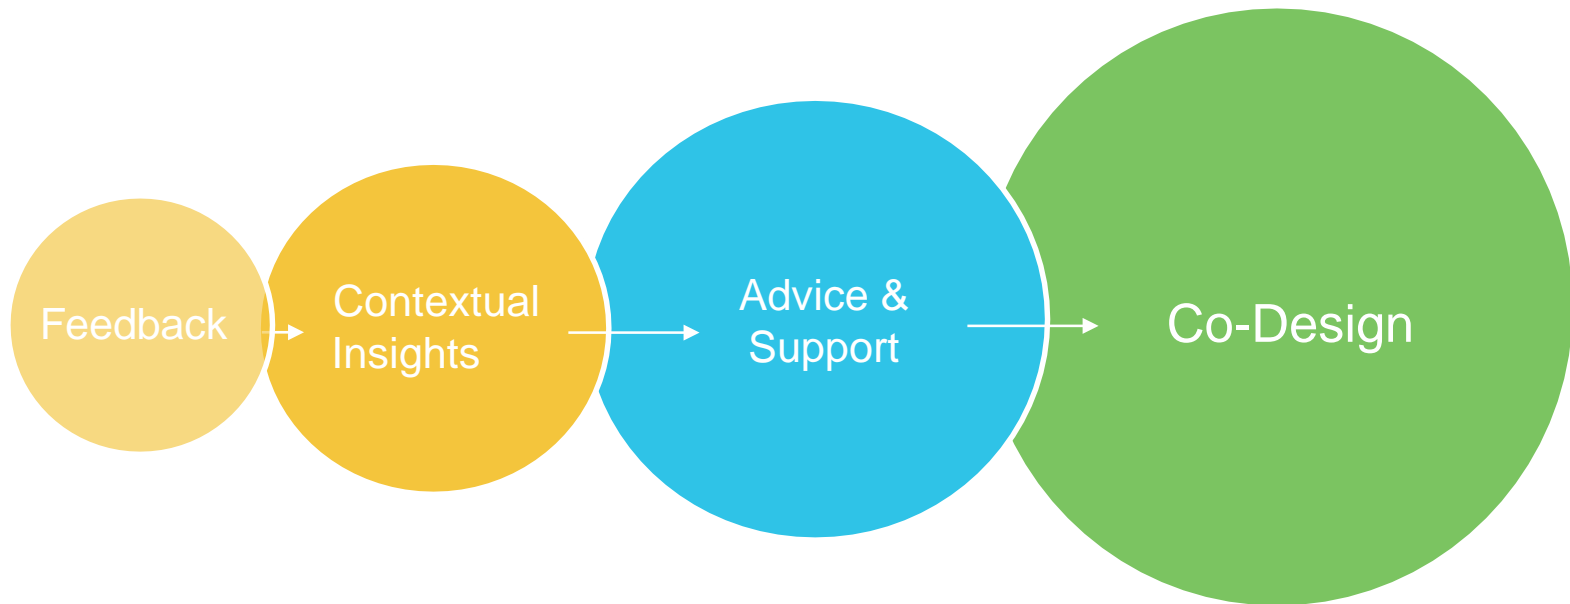 Feedback
Contextual
Insights
Advice &
Support
Co-Design